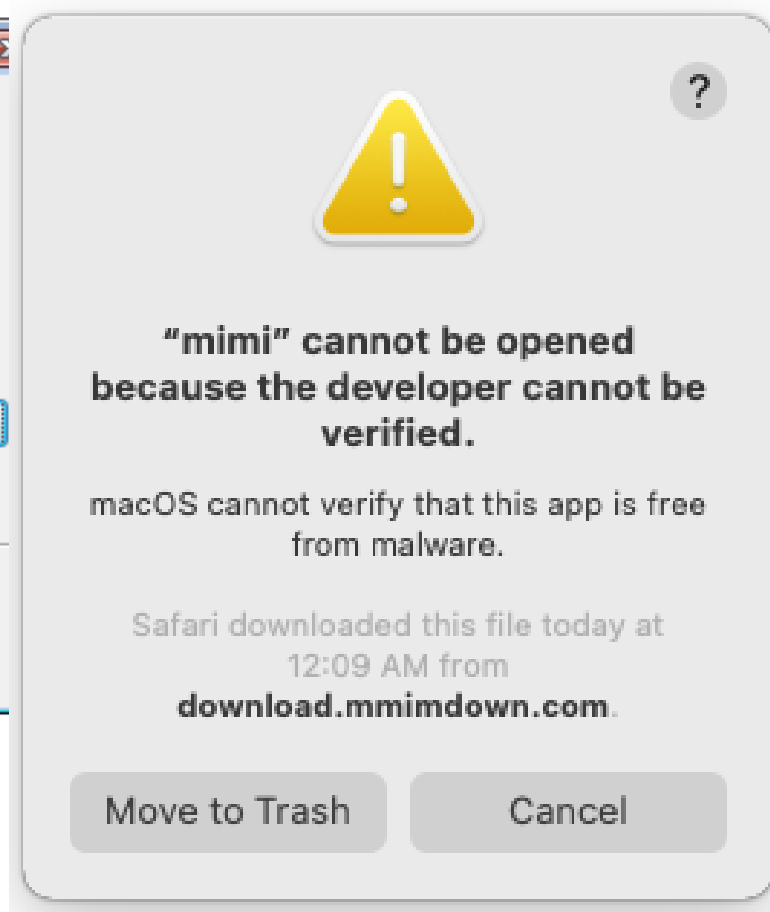 ?
“mimi” cannot be opened
because the developer cannot be
verified.
macOS cannot verify that this app is free
from malware.
Safari downloaded this file today at
12:09 AM from
download.mmimdown.com.
Move to Trash
Cancel